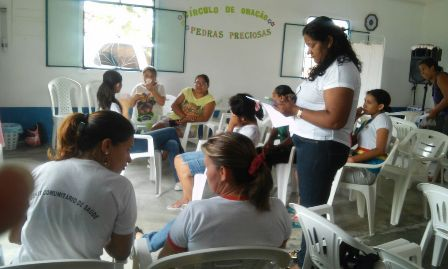 CÍRCULO DE ORAÇÃO
PEDRAS PRECIOSAS
COMUNITÁRIO DE SAÚDE